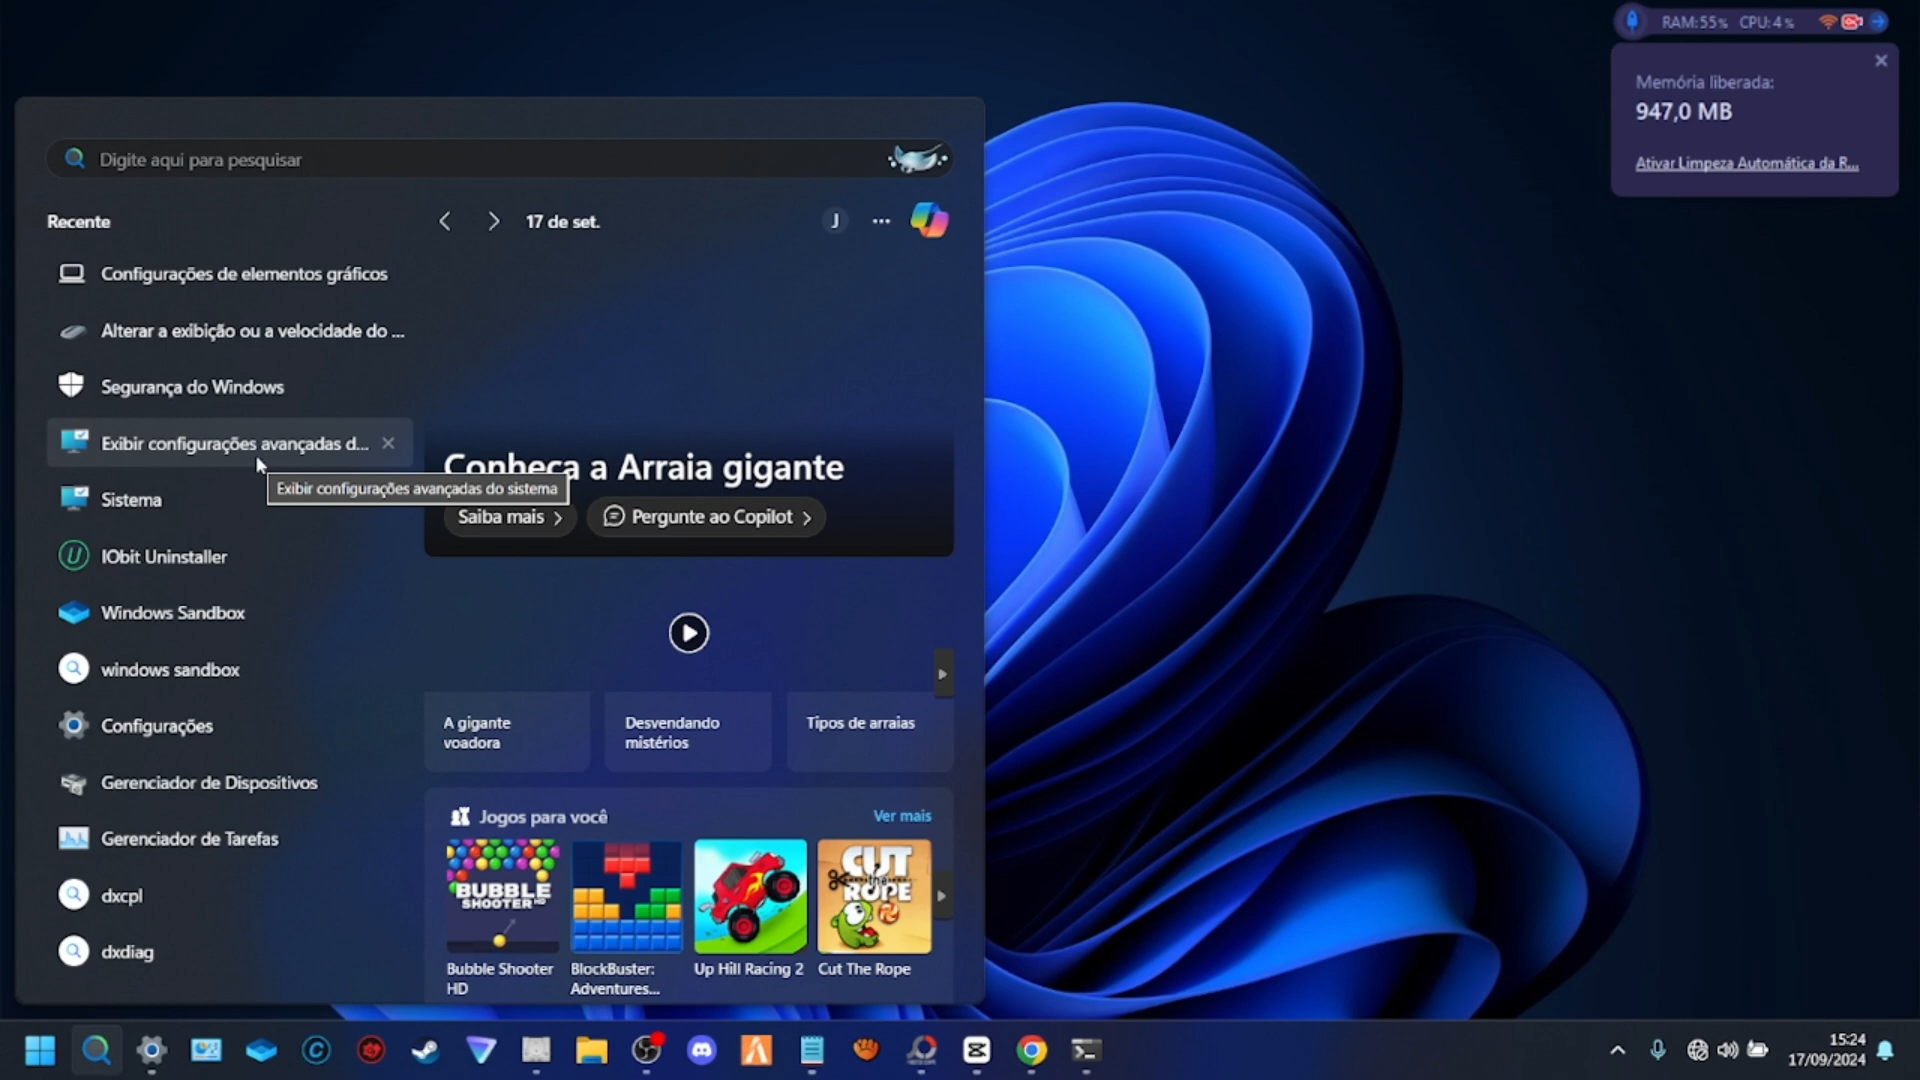 RAM:55% CPU:4%
Memória liberada:
947,0 MB
Ativar Limpeza Automática da R...
Digite aqui para pesquisar
Recente
17 de set.
J
Configurações de elementos gráficos
Alterar a exibição ou a velocidade do ...
Segurança do Windows
Exibir configurações avançadas d...
Exibir configurações avançadas do sistema
Sistema
IObit Uninstaller
Windows Sandbox
windows sandbox
Configurações
Gerenciador de Dispositivos
Gerenciador de Tarefas
dxcpl
dxdiag
Conheça a Arraia gigante
Saiba mais
Pergunte ao Copilot
A gigante
voadora
Desvendando
mistérios
Tipos de arraias
Jogos para você
Ver mais
BUBBLE
SHOOTER HD
CUT
the
ROPE
Bubble Shooter
HD
BlockBuster:
Adventures...
Up Hill Racing 2
Cut The Rope
15:24
17/09/2024